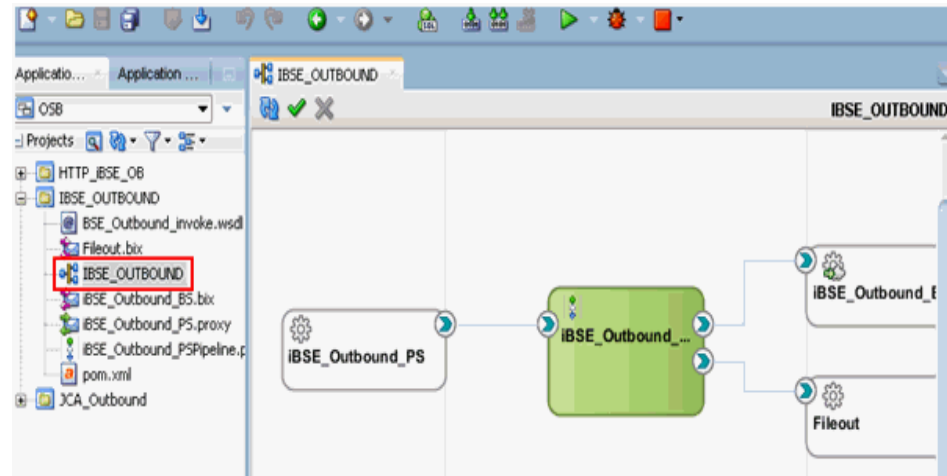 Applicatio...
Application ...
IBSE_OUTBOUND
OSB
IBSE_OUTBOUND
Projects
HTTP_iBSE_OB
IBSE_OUTBOUND
BSE_Outbound_invoke.wsdl
Fileout.bix
IBSE_OUTBOUND
iBSE_Outbound_BS.bix
iBSE_Outbound_PS.proxy
iBSE_Outbound_PSPipeline.p
pom.xml
JCA_Outbound
iBSE_Outbound_PS
iBSE_Outbound_...
iBSE_Outbound_B
Fileout